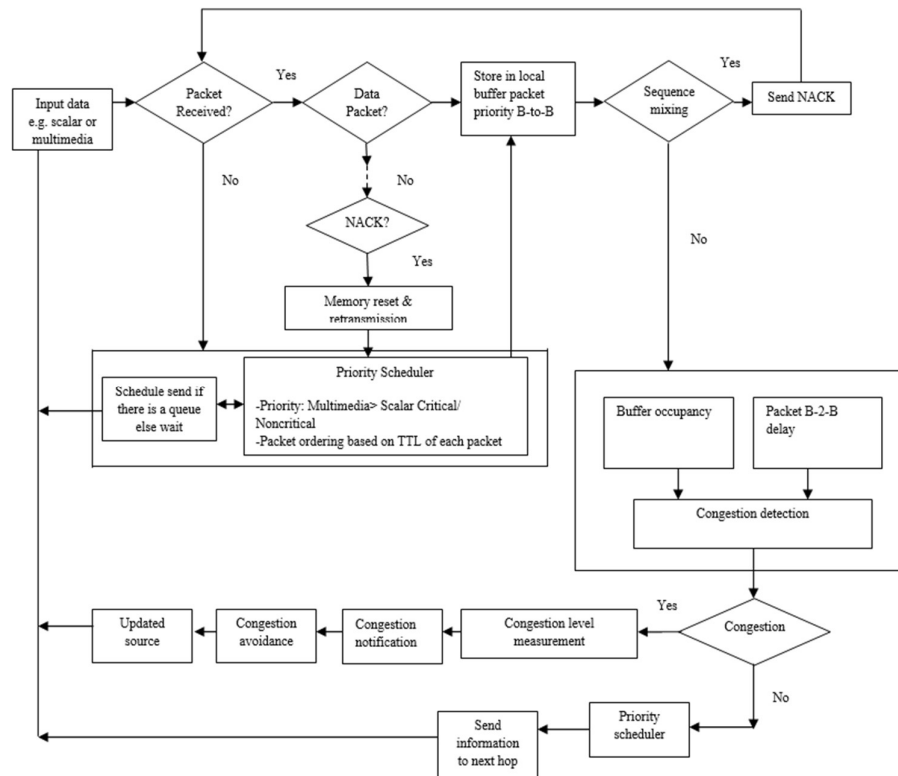 Yes
Yes
Packet
Received?
Data
Packet?
Store in local
buffer packet
priority B-to-B
Sequence
mixing
Send NACK
Input data
e.g. scalar or
multimedia
No
No
NACK?
No
Yes
Memory reset &
retransmission
Priority Scheduler
Schedule send if
there is a queue
else wait
-Priority: Multimedia> Scalar Critical/
Noncritical
-Packet ordering based on TTL of each packet
Buffer occupancy
Packet B-2-B
delay
Congestion detection
Yes
Updated
source
Congestion
avoidance
Congestion
notification
Congestion level
measurement
Congestion
No
Priority
scheduler
Send
information
to next hop